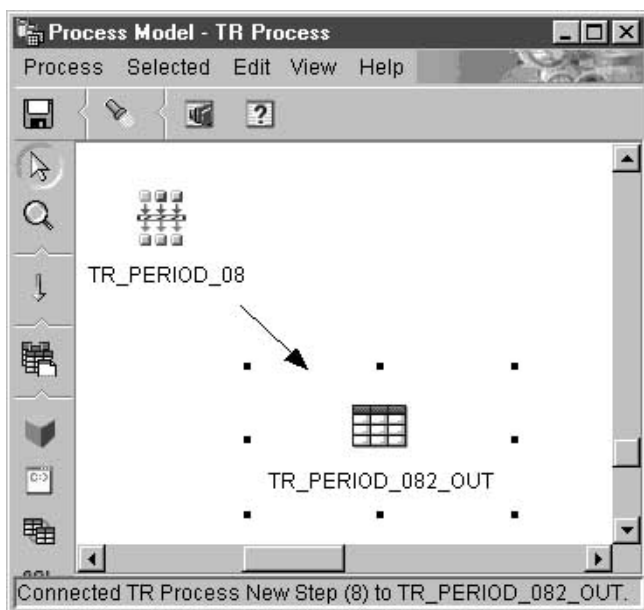 Process Model - TR Process
Process Selected Edit View Help
TR_PERIOD_08
TR_PERIOD_082_OUT
Connected TR Process New Step (8) to TR_PERIOD_082_OUT.